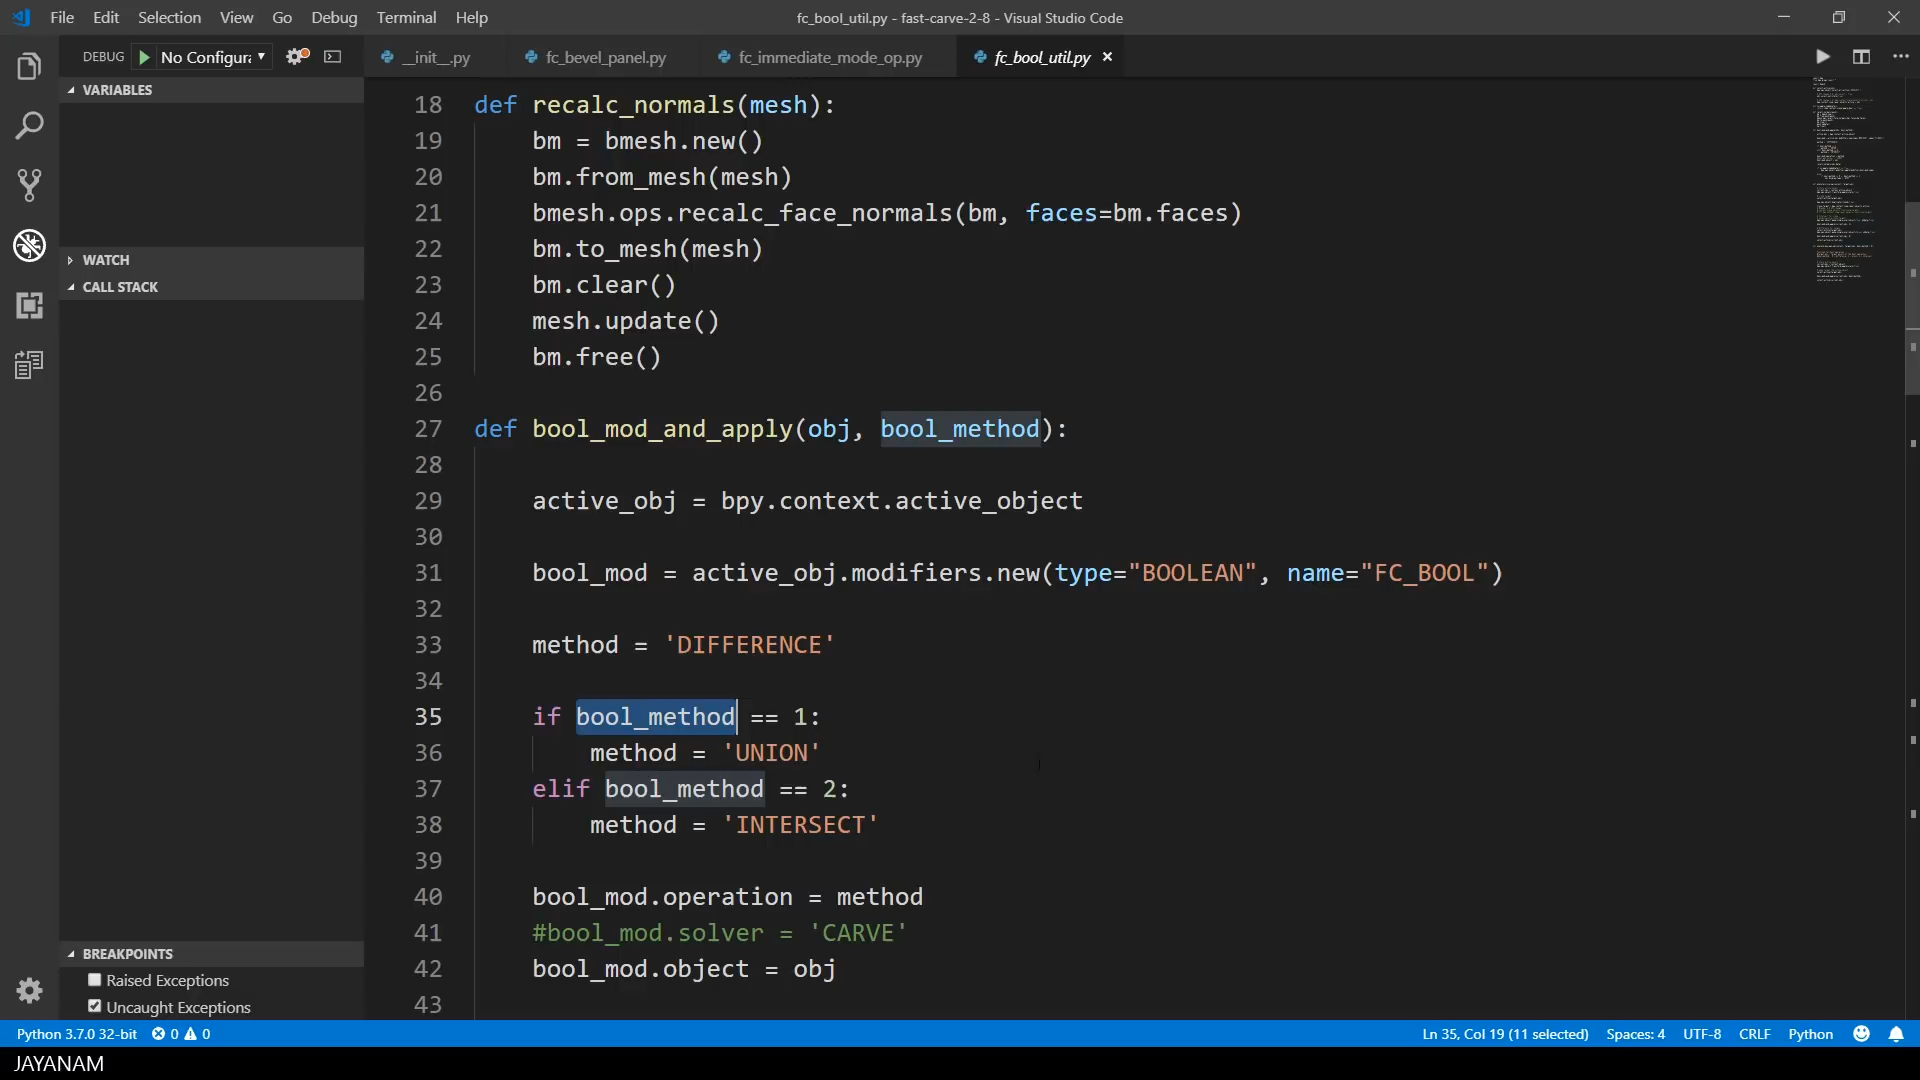 File Edit Selection View Go Debug Terminal Help
fc_bool_util.py - fast-carve-2-8 - Visual Studio Code
DEBUG No Configura
__init__.py fc_bevel_panel.py fc_immediate_mode_op.py fc_bool_util.py
VARIABLES
WATCH
CALL STACK
BREAKPOINTS
Raised Exceptions
Uncaught Exceptions
18 def recalc_normals(mesh):
19 bm = bmesh.new()
20 bm.from_mesh(mesh)
21 bmesh.ops.recalc_face_normals(bm, faces=bm.faces)
22 bm.to_mesh(mesh)
23 bm.clear()
24 mesh.update()
25 bm.free()
26
27 def bool_mod_and_apply(obj, bool_method):
28
29 active_obj = bpy.context.active_object
30
31 bool_mod = active_obj.modifiers.new(type="BOOLEAN", name="FC_BOOL")
32
33 method = 'DIFFERENCE'
34
35 if bool_method == 1:
36 method = 'UNION'
37 elif bool_method == 2:
38 method = 'INTERSECT'
39
40 bool_mod.operation = method
41 #bool_mod.solver = 'CARVE'
42 bool_mod.object = obj
43
Python 3.7.0 32-bit 0 0 Ln 35, Col 19 (11 selected) Spaces: 4 UTF-8 CRLF Python
JAYANAM